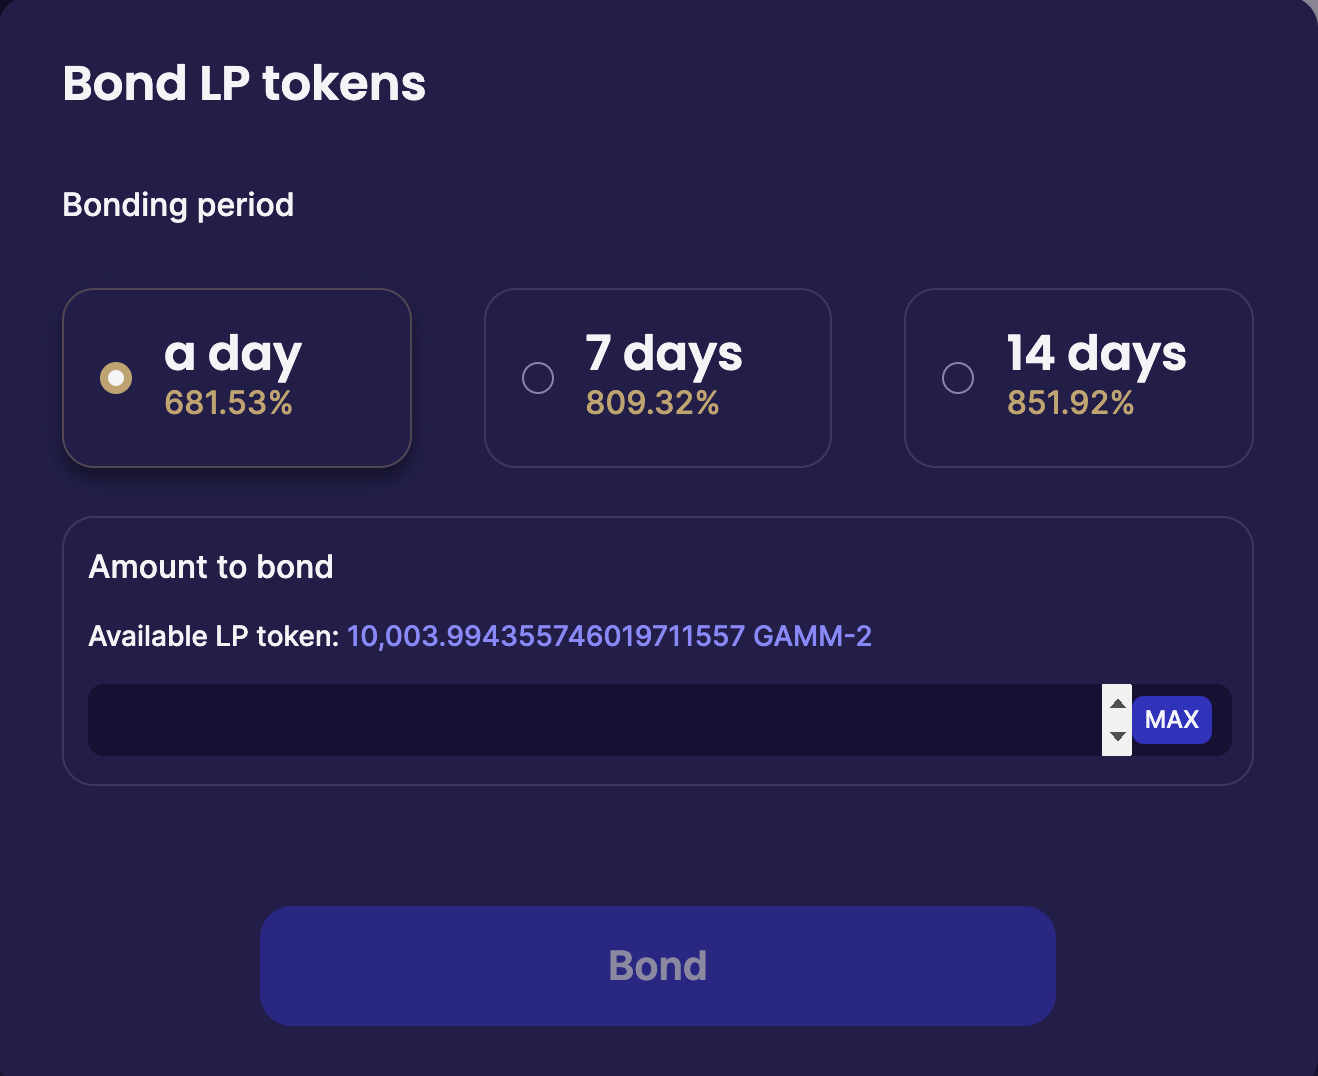 Bond LP tokens
Bonding period
a day
681.53%
7 days
809.32%
14 days
851.92%
Amount to bond
Available LP token: 10,003.994355746019711557 GAMM-2
MAX
Bond